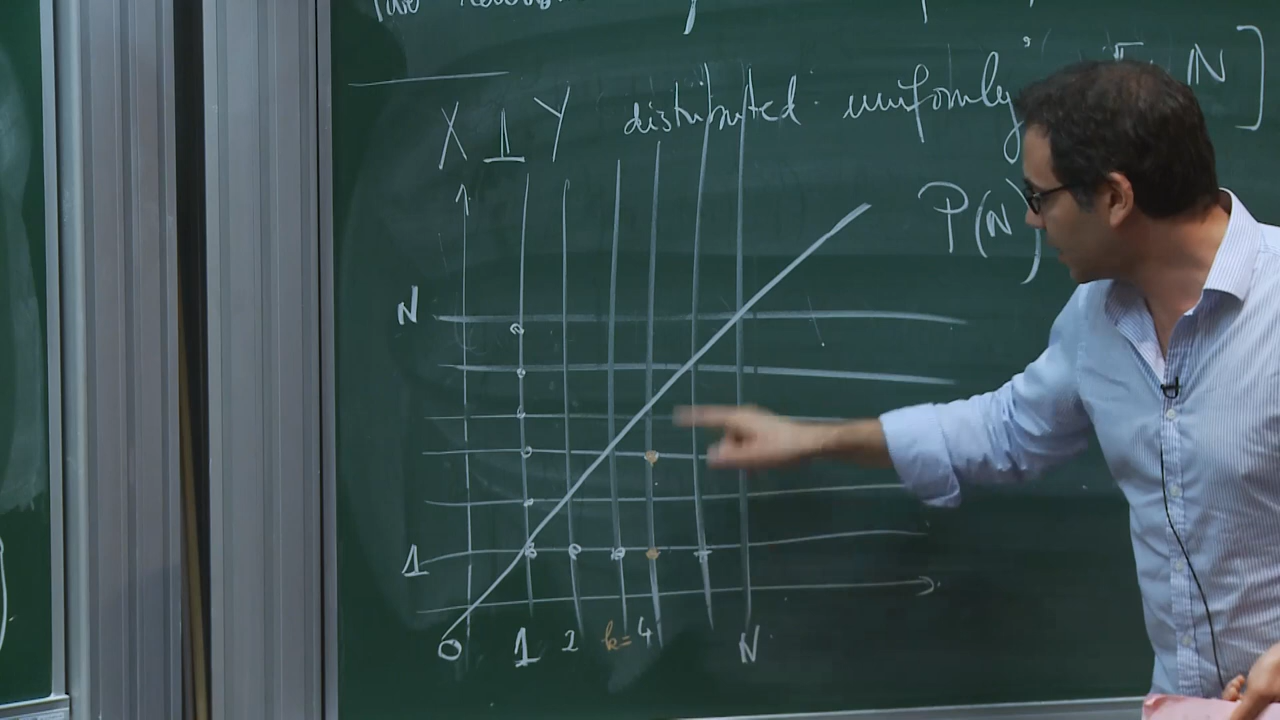 X ⊥ Y distributed uniformly N]
P(N)
N
1
0 1 2 k=4 N